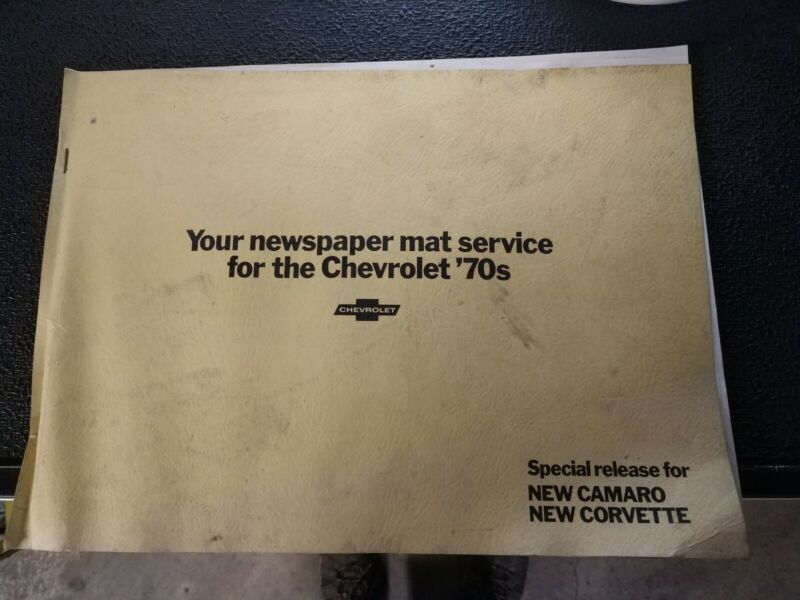 Your newspaper mat service
for the Chevrolet '70s
CHEVROLET
Special release for
NEW CAMARO
NEW CORVETTE